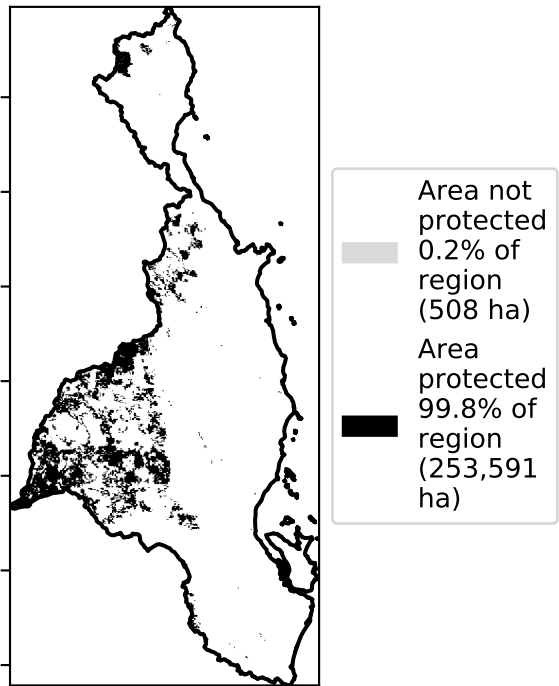 Area not
protected
0.2% of
region
(508 ha)
Area
protected
99.8% of
region
(253,591
ha)